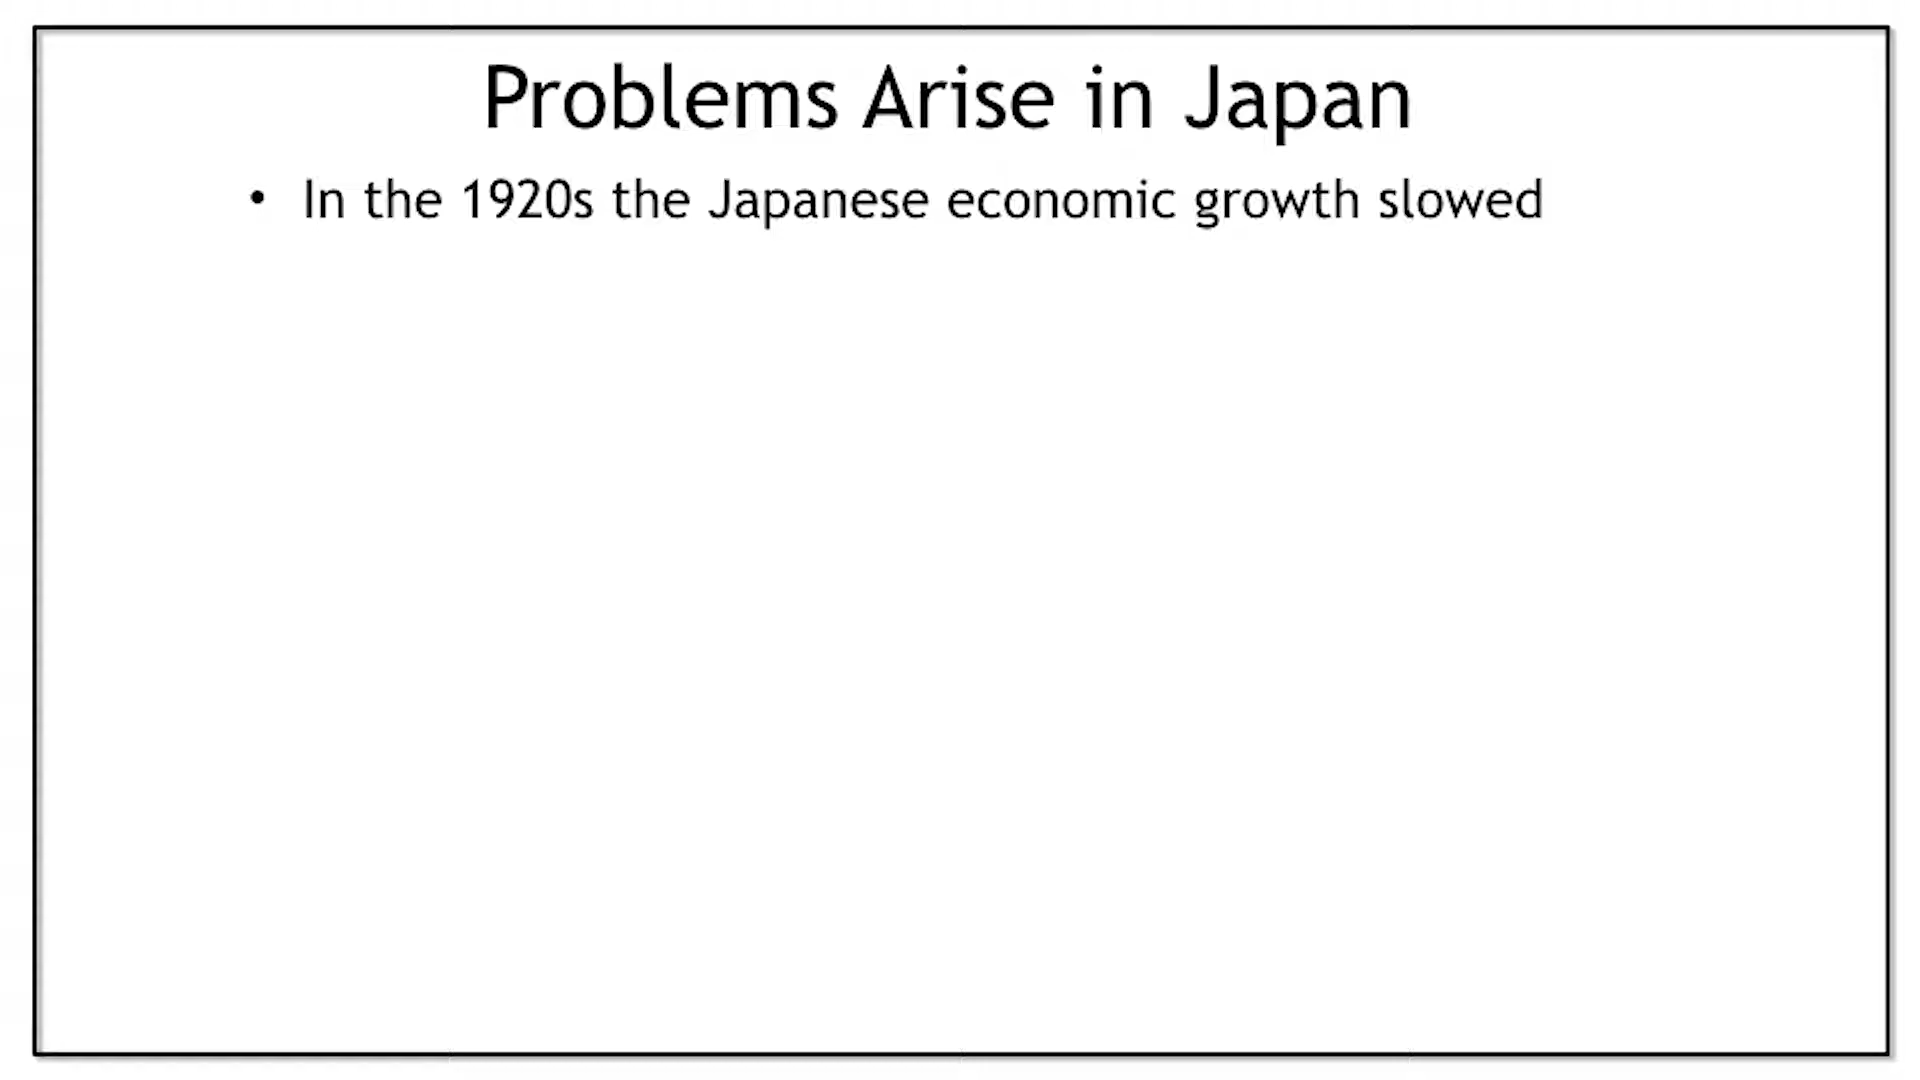 Problems Arise in Japan
• In the 1920s the Japanese economic growth slowed